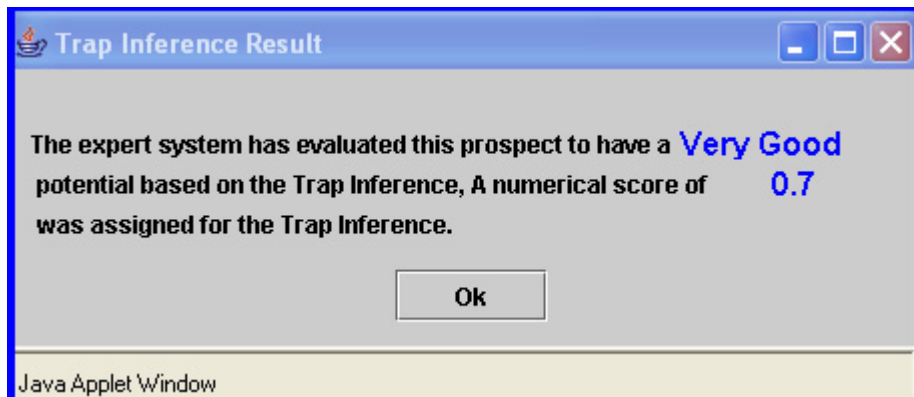 Trap Inference Result
The expert system has evaluated this prospect to have a Very Good
potential based on the Trap Inference, A numerical score of 0.7
was assigned for the Trap Inference.
Ok
Java Applet Window